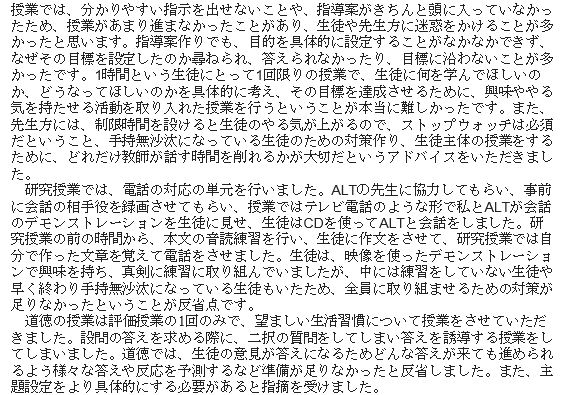 授業では、分かりやすい指示を出せないことや、指導案がきちんと頭に入っていなかっ
たため、授業があまり進まなかったことがあり、生徒や先生方に迷惑をかけることが多
かったと思います。指導案作りでも、目的を具体的に設定することがなかなかできず、
なぜその目標を設定したのか尋ねられ、答えられなかったり、目標に沿わないことが多
かったです。1時間という生徒にとって1回限りの授業で、生徒に何を学んでほしいの
か、どうなってほしいのかを具体的に考え、その目標を達成させるために、興味ややる
気を持たせる活動を取り入れた授業を行うということが本当に難しかったです。また、
先生方には、制限時間を設けると生徒のやる気が上がるので、ストップウォッチは必須
だということ、手持無沙汰になっている生徒のための対策作り、生徒主体の授業をする
ために、どれだけ教師が話す時間を削れるかが大切だというアドバイスをいただきまし
た。
　研究授業では、電話の対応の単元を行いました。ALTの先生に協力してもらい、事前
に会話の相手役を録画させてもらい、授業ではテレビ電話のような形で私とALTが会話
のデモンストレーションを生徒に見せ、生徒はCDを使ってALTと会話をしました。研
究授業の前の時間から、本文の音読練習を行い、生徒に作文をさせて、研究授業では自
分で作った文章を覚えて電話をさせました。生徒は、映像を使ったデモンストレーショ
ンで興味を持ち、真剣に練習に取り組んでいましたが、中には練習をしていない生徒や
早く終わり手持無沙汰になっている生徒もいたため、全員に取り組ませるための対策が
足りなかったということが反省点です。
　道徳の授業は評価授業の1回のみで、望ましい生活習慣について授業をさせていただ
きました。設問の答えを求める際に、二択の質問をしてしまい答えを誘導する授業をし
てしまいました。道徳では、生徒の意見が答えになるためどんな答えが来ても進められ
るよう様々な答えや反応を予測するなど準備が足りなかったと反省しました。また、主
題設定をより具体的にする必要があると指摘を受けました。